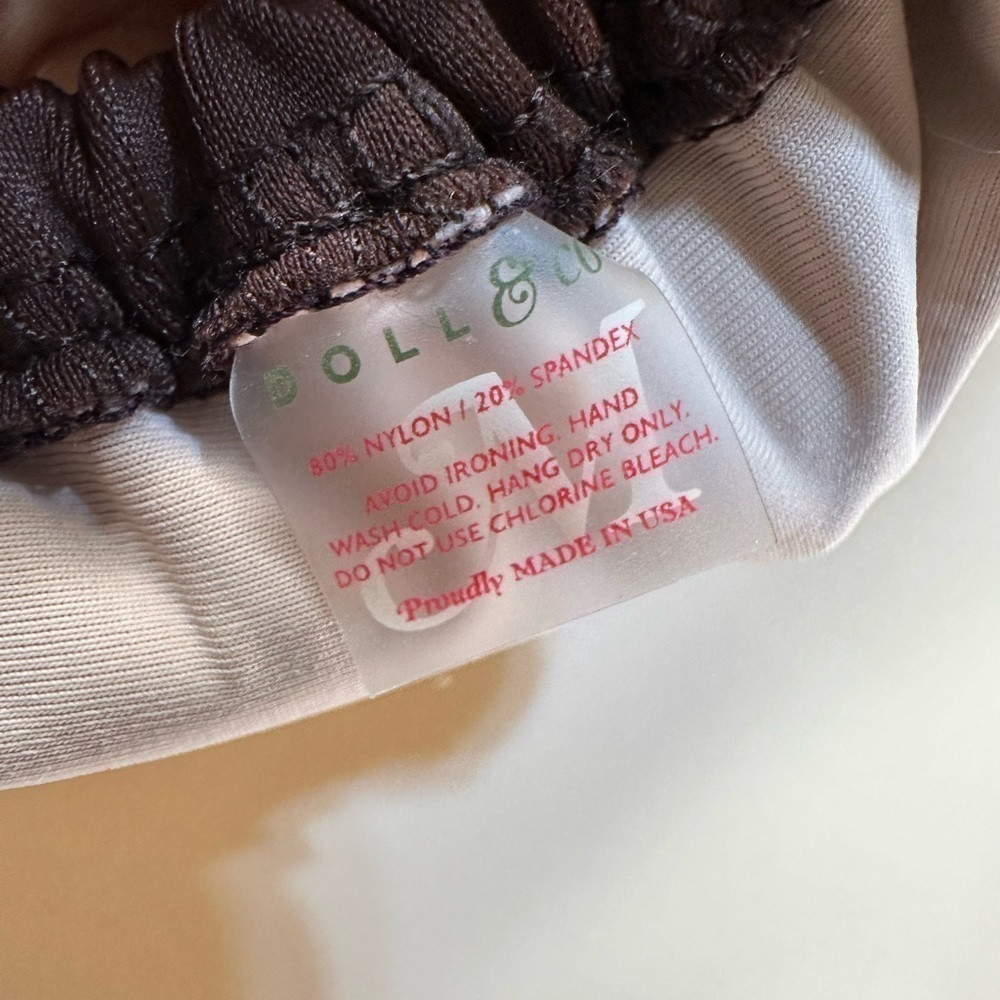 DOLL & Co
M
80% NYLON / 20% SPANDEX
AVOID IRONING. HAND
WASH COLD. HANG DRY ONLY.
DO NOT USE CHLORINE BLEACH.
Proudly MADE IN USA